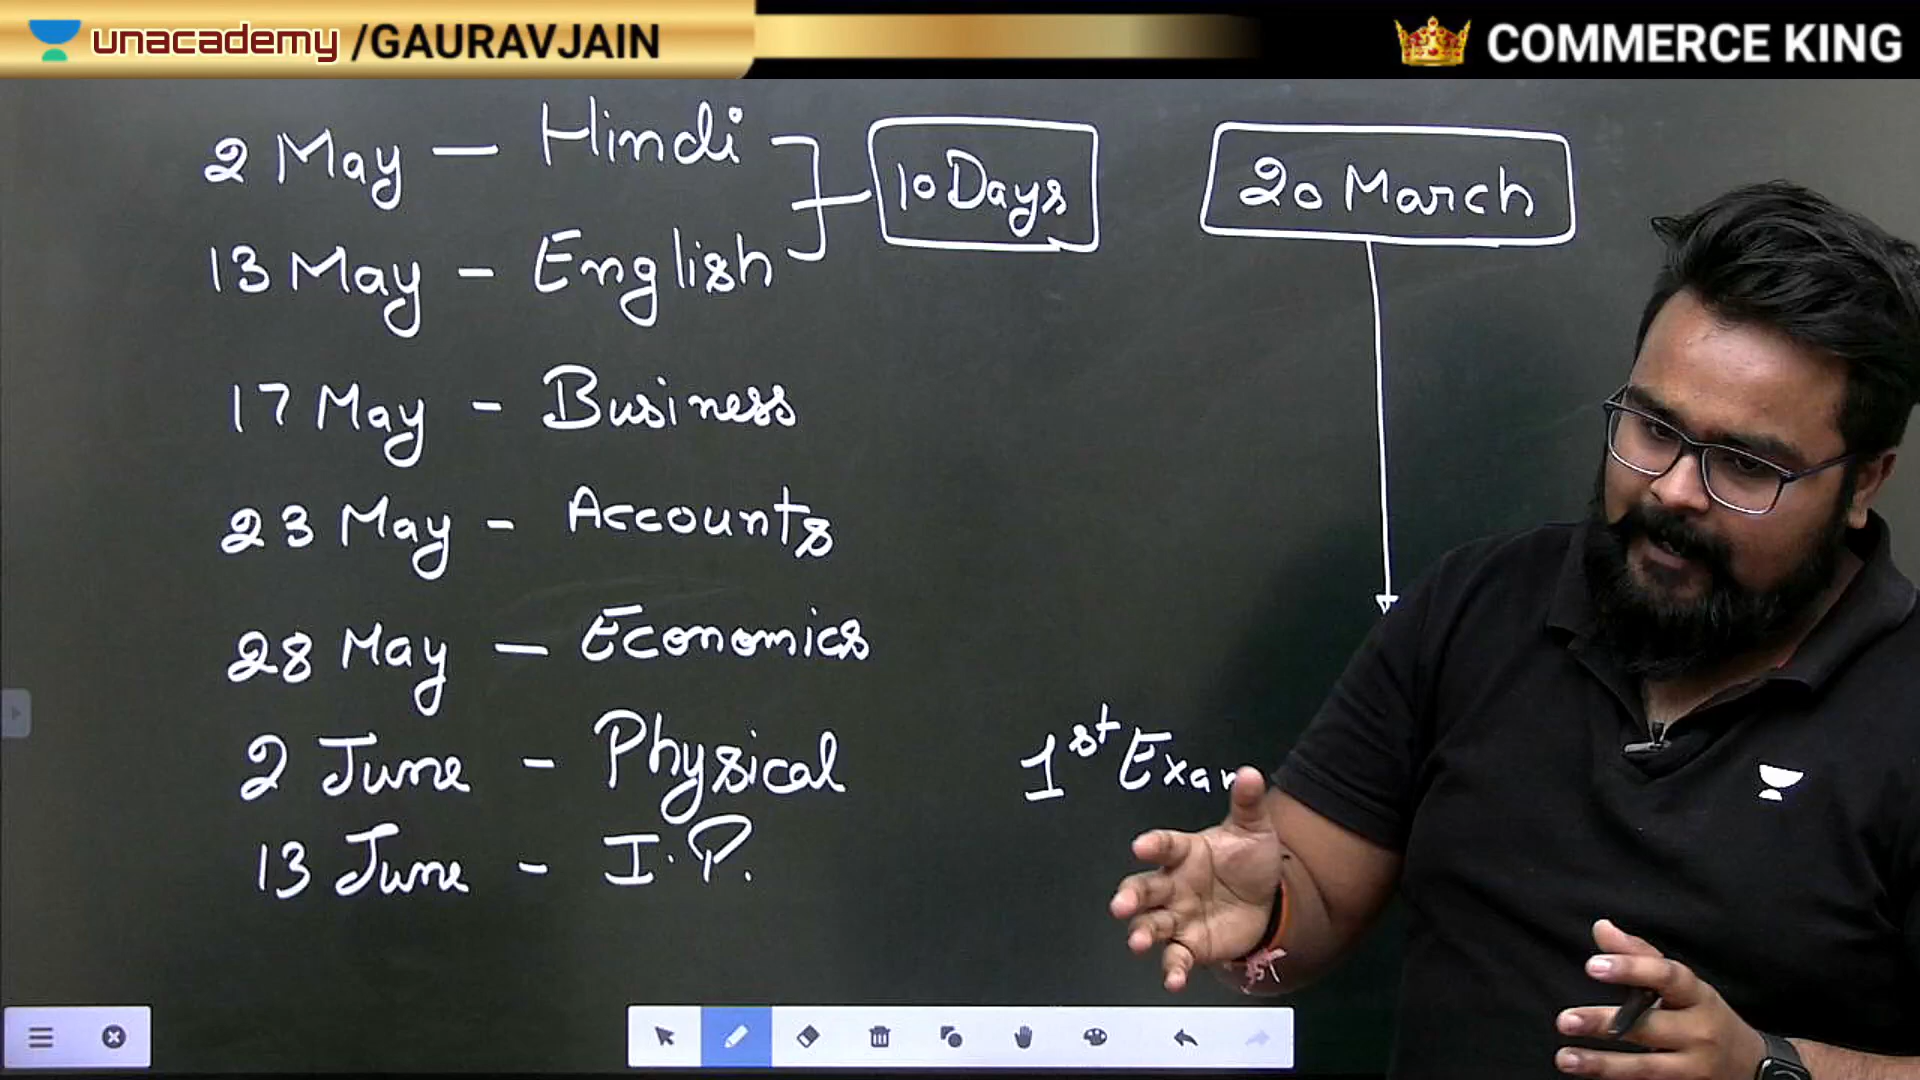 unacademy /GAURAVJAIN
COMMERCE KING
2 May - Hindi
10 Days
20 March
13 May - English
17 May - Business
23 May - Accounts
28 May - Economics
2 June - Physical
1st Exam
13 June - I.P.